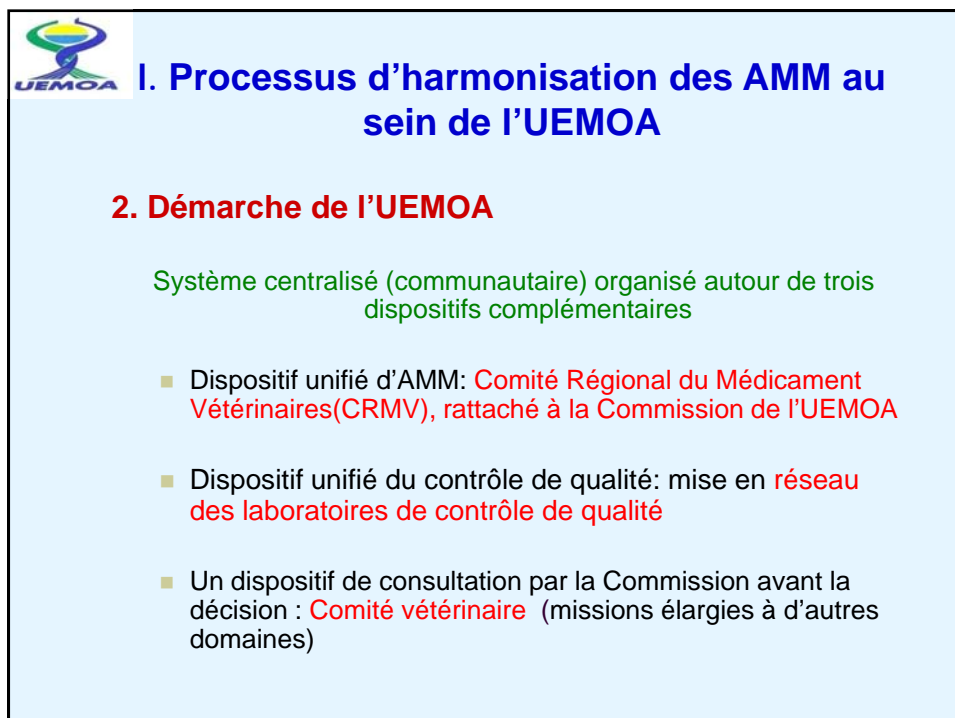 UEMOA
I. Processus d’harmonisation des AMM au
sein de l’UEMOA
2. Démarche de l’UEMOA
Système centralisé (communautaire) organisé autour de trois
dispositifs complémentaires
Dispositif unifié d’AMM: Comité Régional du Médicament
Vétérinaires(CRMV), rattaché à la Commission de l’UEMOA
Dispositif unifié du contrôle de qualité: mise en réseau
des laboratoires de contrôle de qualité
Un dispositif de consultation par la Commission avant la
décision : Comité vétérinaire (missions élargies à d’autres
domaines)